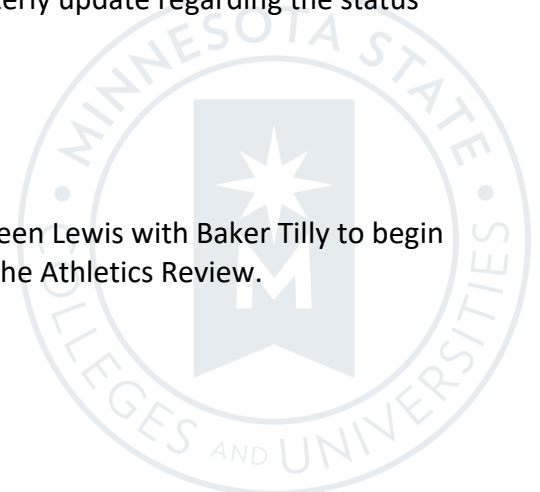 erly update regarding the status
een Lewis with Baker Tilly to begin
he Athletics Review.
MINNESOTA STATE
COLLEGES AND UNIVERSITIES
M